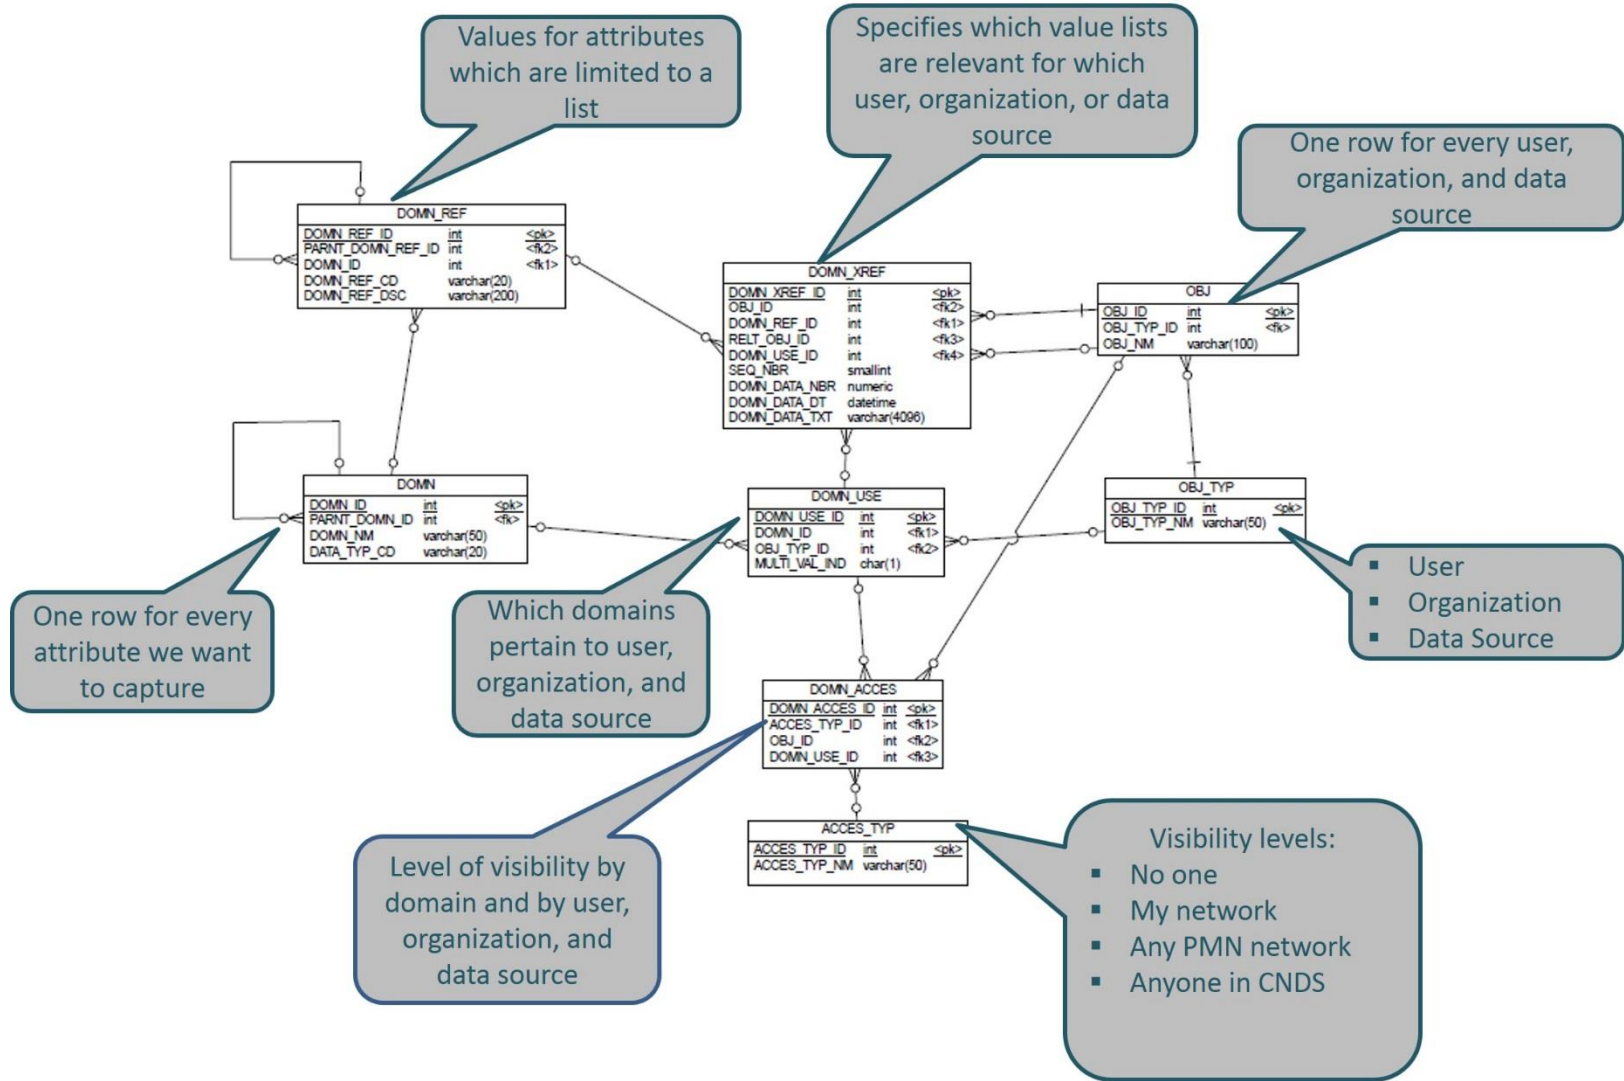 Values for attributes
which are limited to a
list
Specifies which value lists
are relevant for which
user, organization, or data
source
One row for every user,
organization, and data
source
DOMN_REF
DOMN_REF_ID int <pk>
PARNT_DOMN_REF_ID int <fk2>
DOMN_ID int <fk1>
DOMN_REF_CD varchar(20)
DOMN_REF_DSC varchar(200)
DOMN_XREF
DOMN_XREF_ID int <pk>
OBJ_ID int <fk2>
DOMN_REF_ID int <fk1>
RELT_OBJ_ID int <fk3>
DOMN_USE_ID int <fk4>
SEQ_NBR smallint
DOMN_DATA_NBR numeric
DOMN_DATA_DT datetime
DOMN_DATA_TXT varchar(4096)
OBJ
OBJ_ID int <pk>
OBJ_TYP_ID int <fk>
OBJ_NM varchar(100)
DOMN
DOMN_ID int <pk>
PARNT_DOMN_ID int <fk>
DOMN_NM varchar(50)
DATA_TYP_CD varchar(20)
DOMN_USE
DOMN_USE_ID int <pk>
DOMN_ID int <fk1>
OBJ_TYP_ID int <fk2>
MULTI_VAL_IND char(1)
OBJ_TYP
OBJ_TYP_ID int <pk>
OBJ_TYP_NM varchar(50)
One row for every
attribute we want
to capture
Which domains
pertain to user,
organization, and
data source
▪ User
▪ Organization
▪ Data Source
DOMN_ACCES
DOMN_ACCES_ID int <pk>
ACCES_TYP_ID int <fk1>
OBJ_ID int <fk2>
DOMN_USE_ID int <fk3>
ACCES_TYP
ACCES_TYP_ID int <pk>
ACCES_TYP_NM varchar(50)
Level of visibility by
domain and by user,
organization, and
data source
Visibility levels:
▪ No one
▪ My network
▪ Any PMN network
▪ Anyone in CNDS